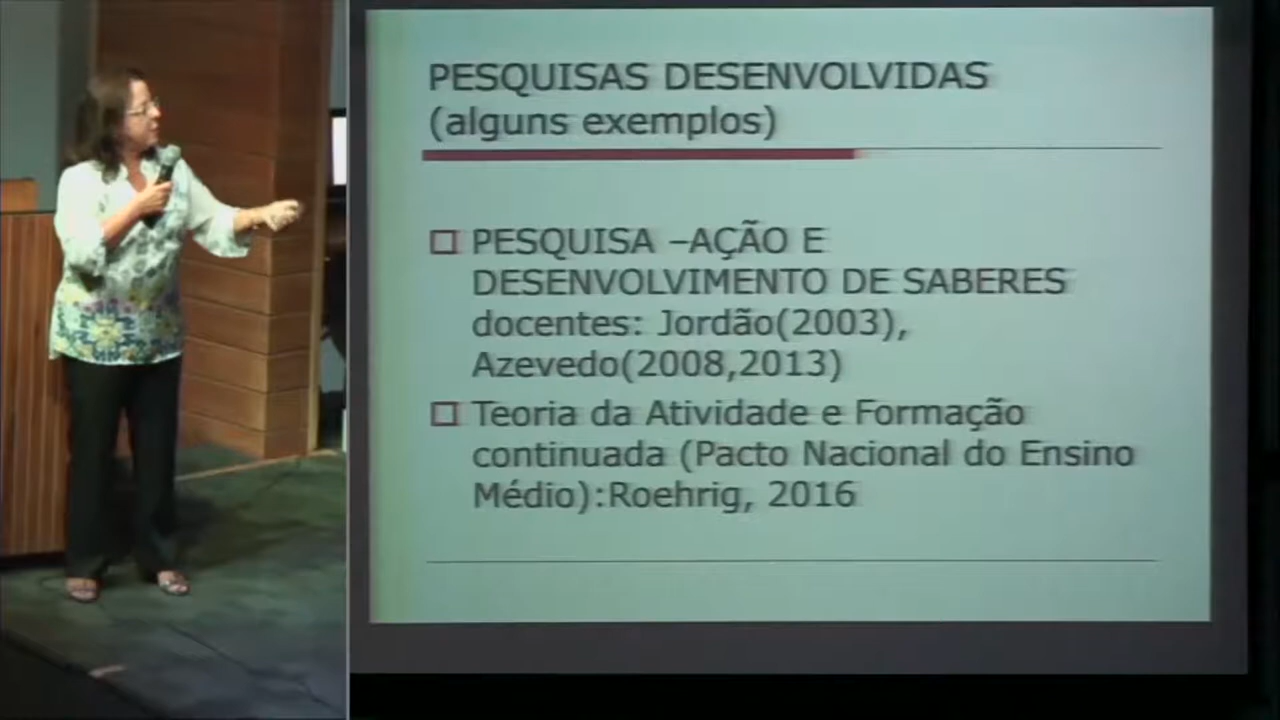 PESQUISAS DESENVOLVIDAS
(alguns exemplos)
PESQUISA –AÇÃO E
DESENVOLVIMENTO DE SABERES
docentes: Jordão(2003),
Azevedo(2008,2013)
Teoria da Atividade e Formação
continuada (Pacto Nacional do Ensino
Médio):Roehrig, 2016